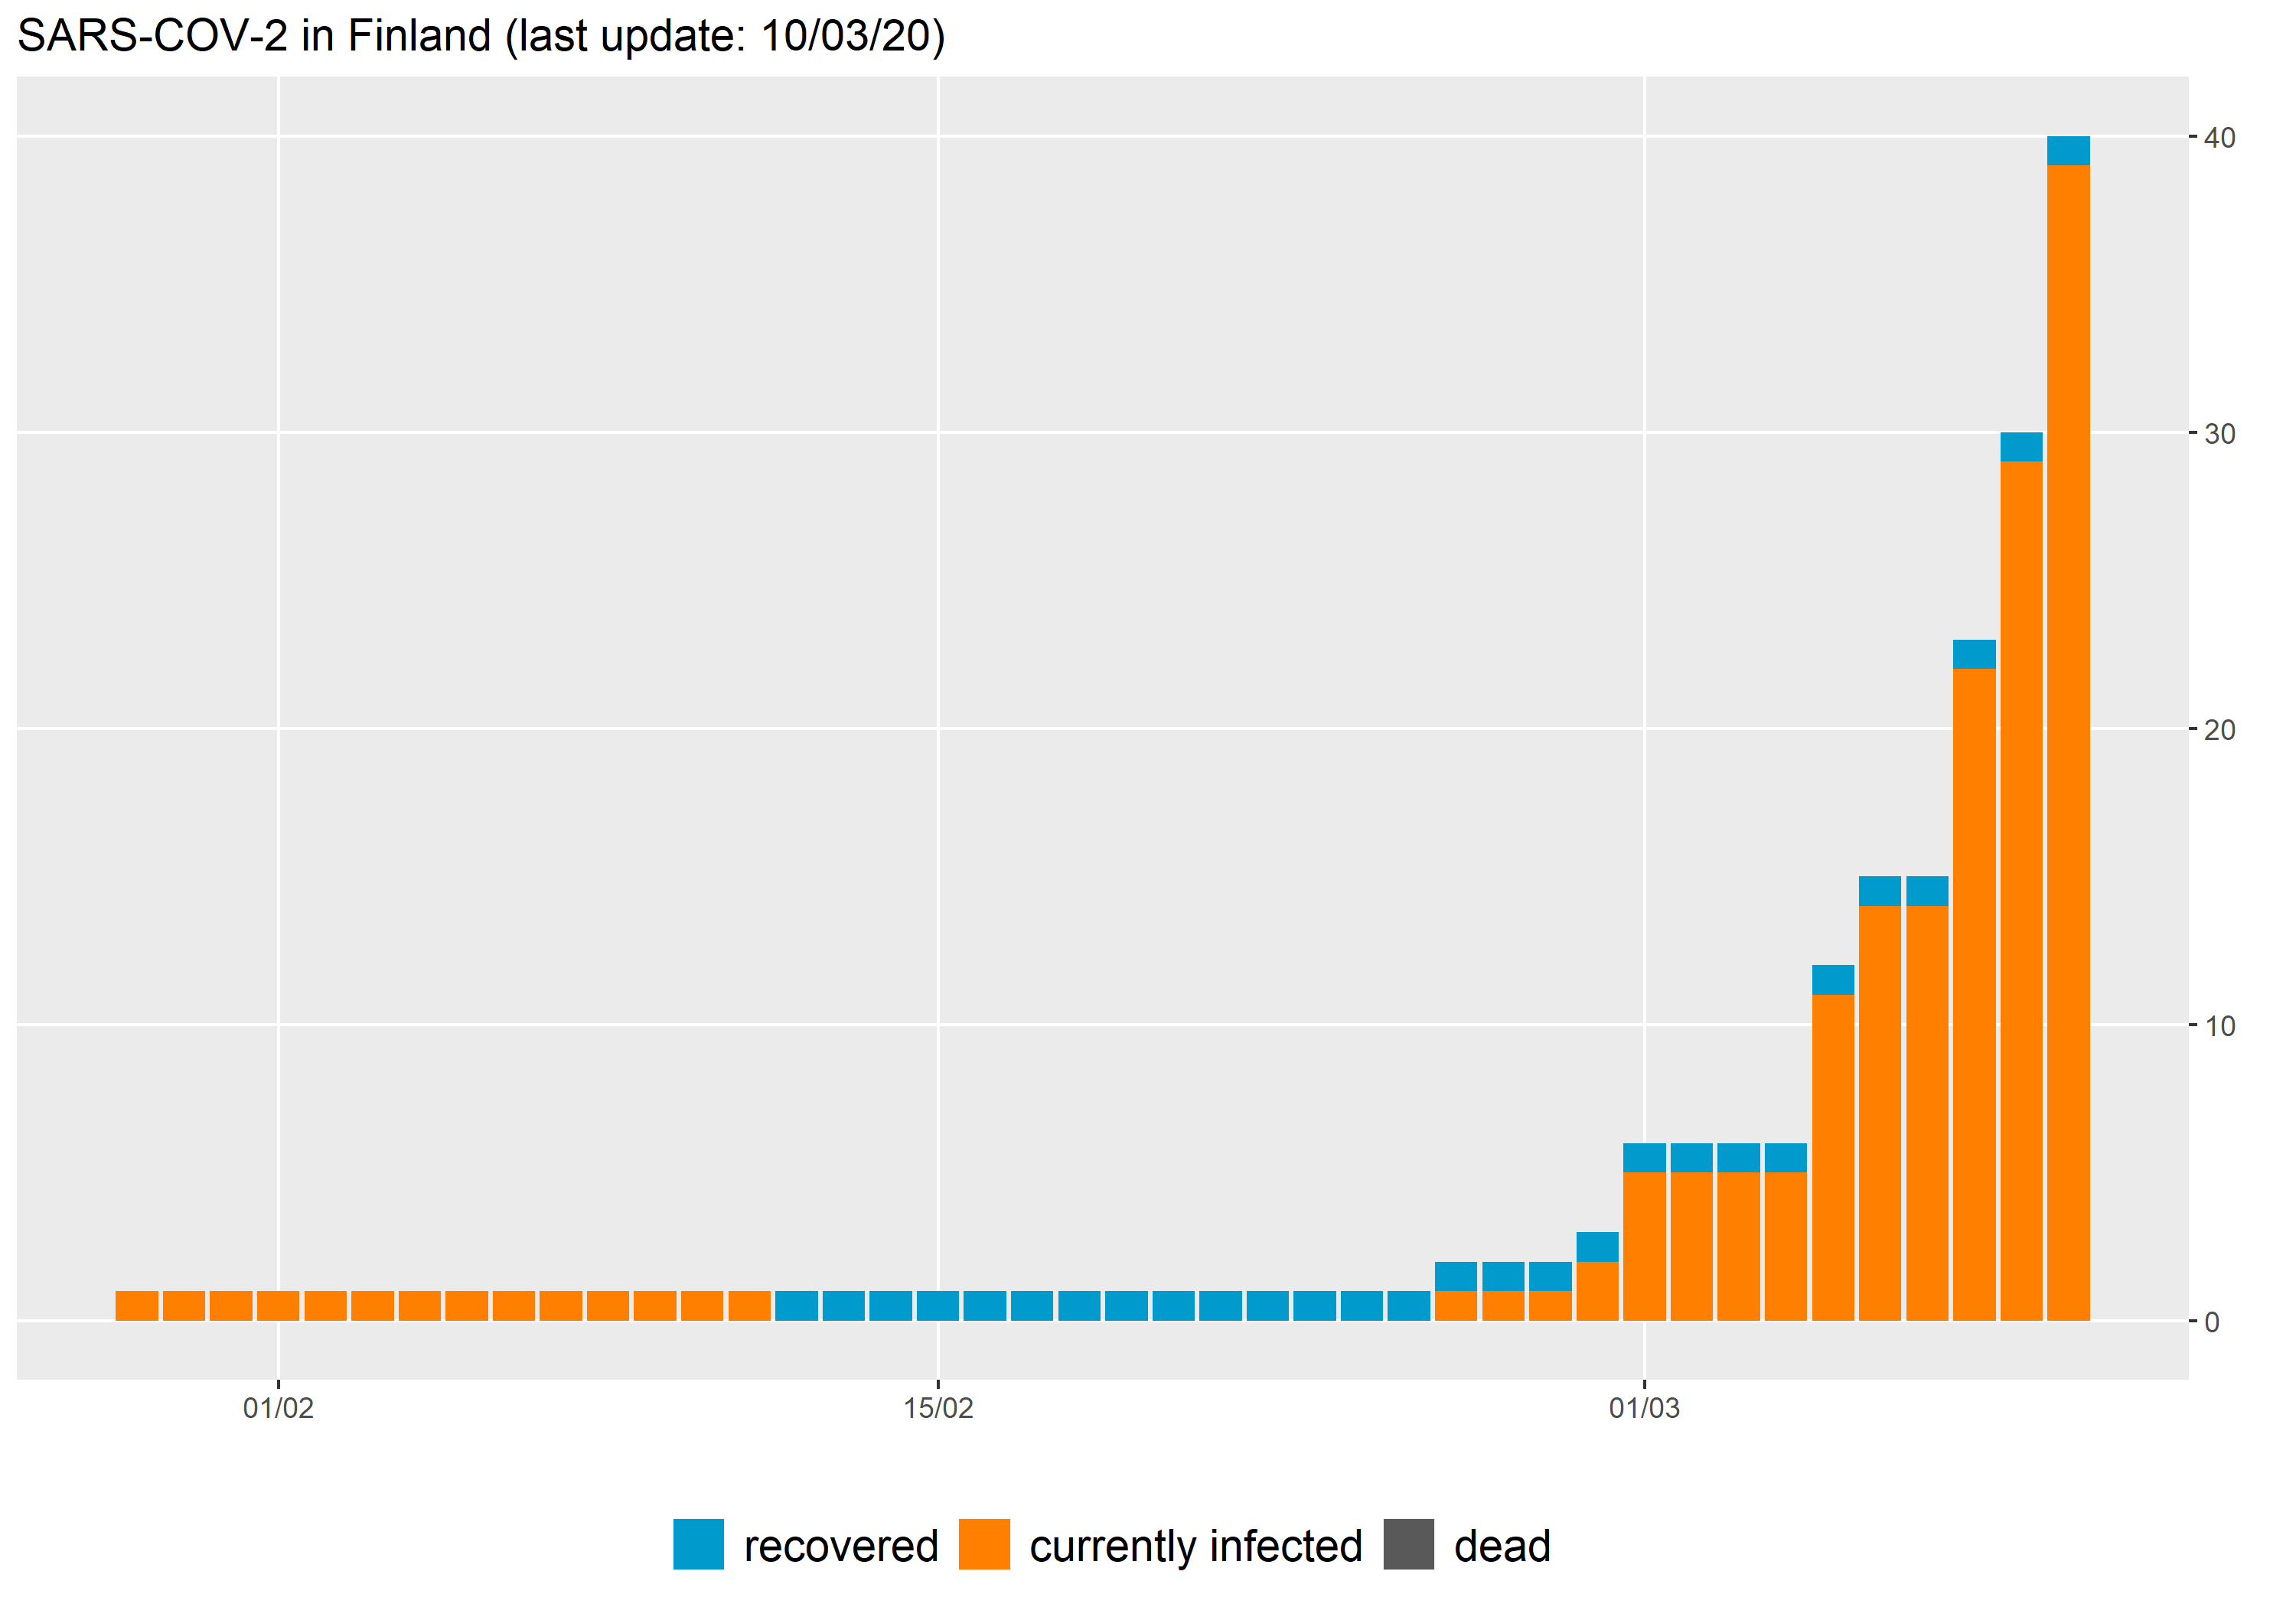 SARS-COV-2 in Finland (last update: 10/03/20)
40
30
20
10
0
01/02 15/02 01/03
recovered currently infected dead